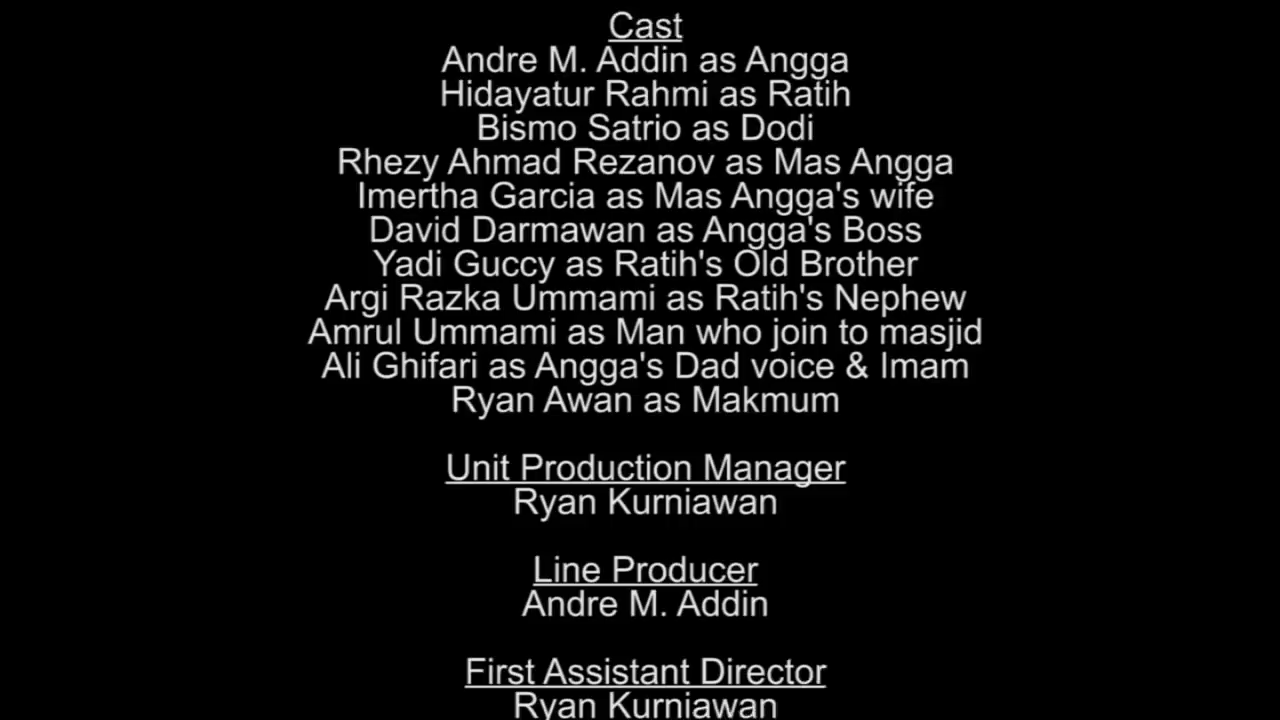 Cast
Andre M. Addin as Angga
Hidayatur Rahmi as Ratih
Bismo Satrio as Dodi
Rhezy Ahmad Rezanov as Mas Angga
Imertha Garcia as Mas Angga's wife
David Darmawan as Angga's Boss
Yadi Guccy as Ratih's Old Brother
Argi Razka Ummami as Ratih's Nephew
Amrul Ummami as Man who join to masjid
Ali Ghifari as Angga's Dad voice & Imam
Ryan Awan as Makmum
Unit Production Manager
Ryan Kurniawan
Line Producer
Andre M. Addin
First Assistant Director
Ryan Kurniawan